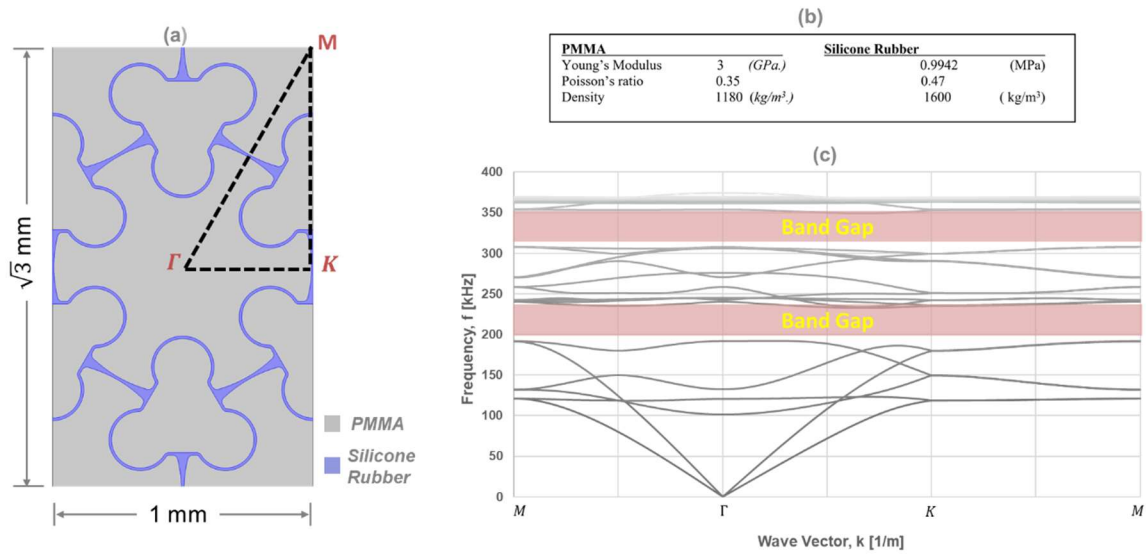 (a)
M
Γ
K
√3 mm
1 mm
PMMA
Silicone
Rubber
(b)
PMMA Silicone Rubber
Young's Modulus 3 (GPa.) 0.9942 (MPa)
Poisson's ratio 0.35 0.47
Density 1180 (kg/m³.) 1600 ( kg/m³)
(c)
Frequency, f [kHz]
400
350
300
250
200
150
100
50
0
Band Gap
Band Gap
M Γ K M
Wave Vector, k [1/m]